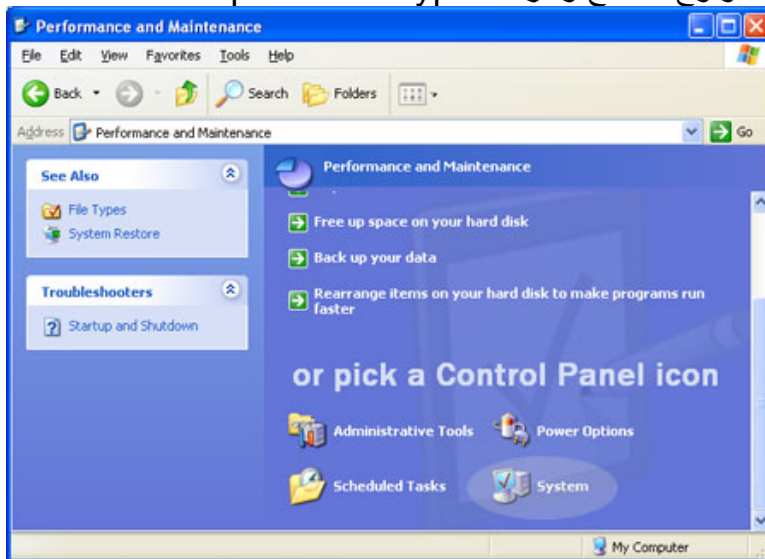 Performance and Maintenance
File Edit View Favorites Tools Help
Back Search Folders
Address Performance and Maintenance Go
See Also
File Types
System Restore
Troubleshooters
Startup and Shutdown
Performance and Maintenance
Free up space on your hard disk
Back up your data
Rearrange items on your hard disk to make programs run
faster
or pick a Control Panel icon
Administrative Tools Power Options
Scheduled Tasks System
My Computer